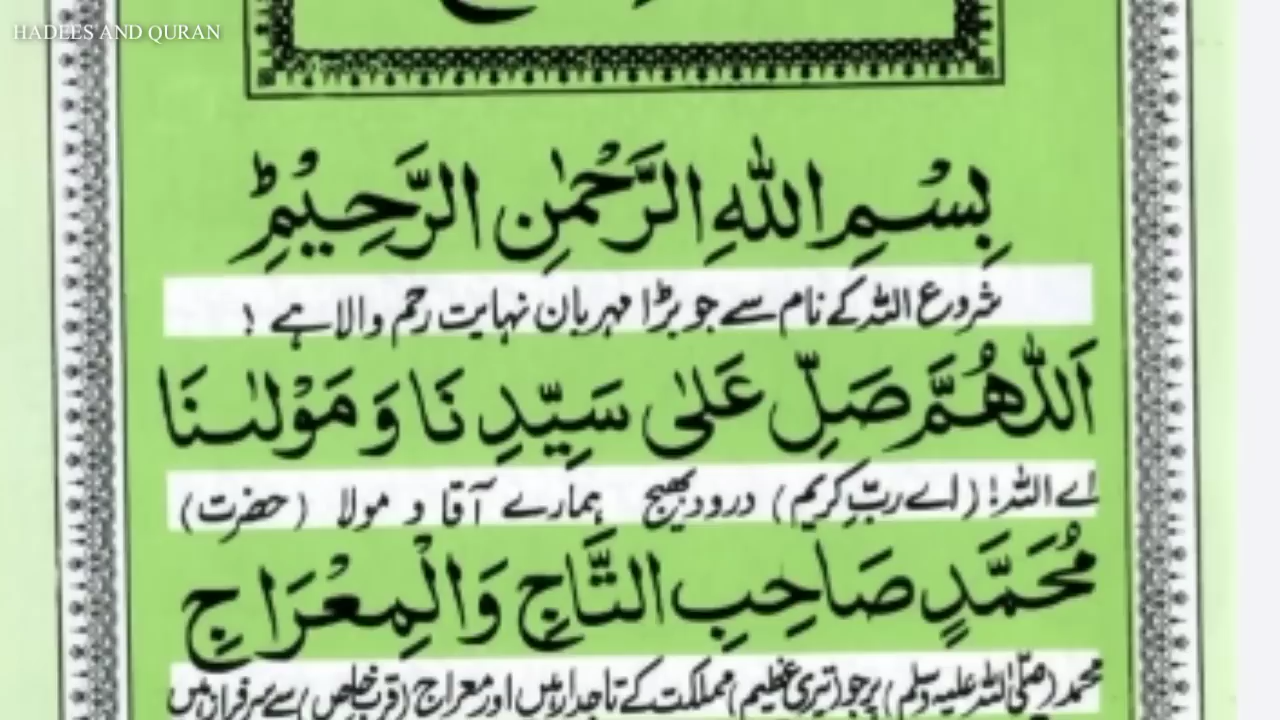 HADEES AND QURAN
بِسْمِ اللّٰهِ الرَّحْمٰنِ الرَّحِيْمِؕ
شروع اللہ کے نام سے جو بڑا مہربان نہایت رحم والا ہے !
اَللّٰهُمَّ صَلِّ عَلٰى سَيِّدِنَا وَمَوْلٰىنَا
اے اللہ! (اے ربِّ کریم) درود بھیج ہمارے آقا و مولا (حضرت)
مُحَمَّدٍ صَاحِبِ التَّاجِ وَالْمِعْرَاجِ
محمد (صلی اللہ علیہ وسلم) پر جو (تیری عظیم) مملکت کے تاجدار ہیں اور معراج (قرب خاص) سے سرفراز ہیں